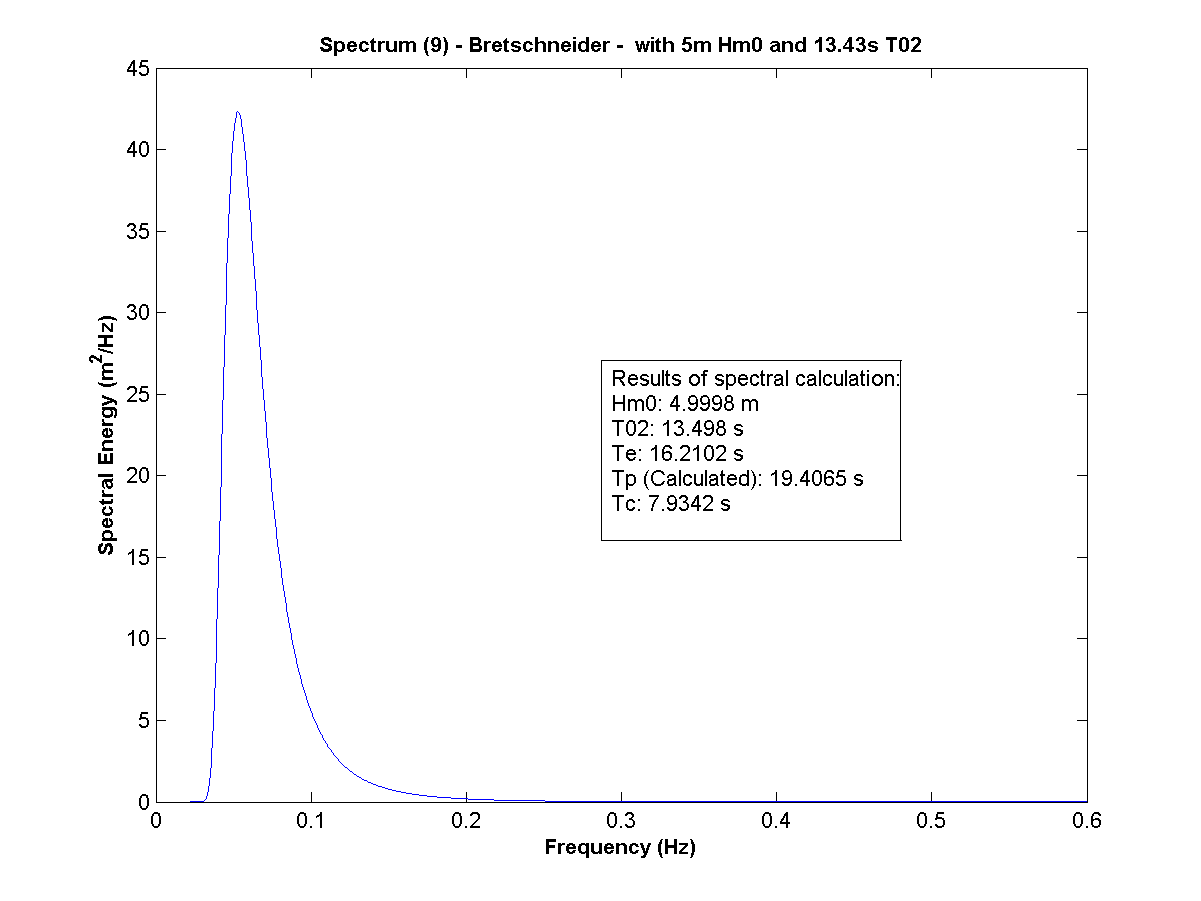 Spectrum (9) - Bretschneider -  with 5m Hm0 and 13.43s T02
45
40
35
30
25
20
15
10
5
0
Spectral Energy (m²/Hz)
Results of spectral calculation:
Hm0: 4.9998 m
T02: 13.498 s
Te: 16.2102 s
Tp (Calculated): 19.4065 s
Tc: 7.9342 s
0 0.1 0.2 0.3 0.4 0.5 0.6
Frequency (Hz)